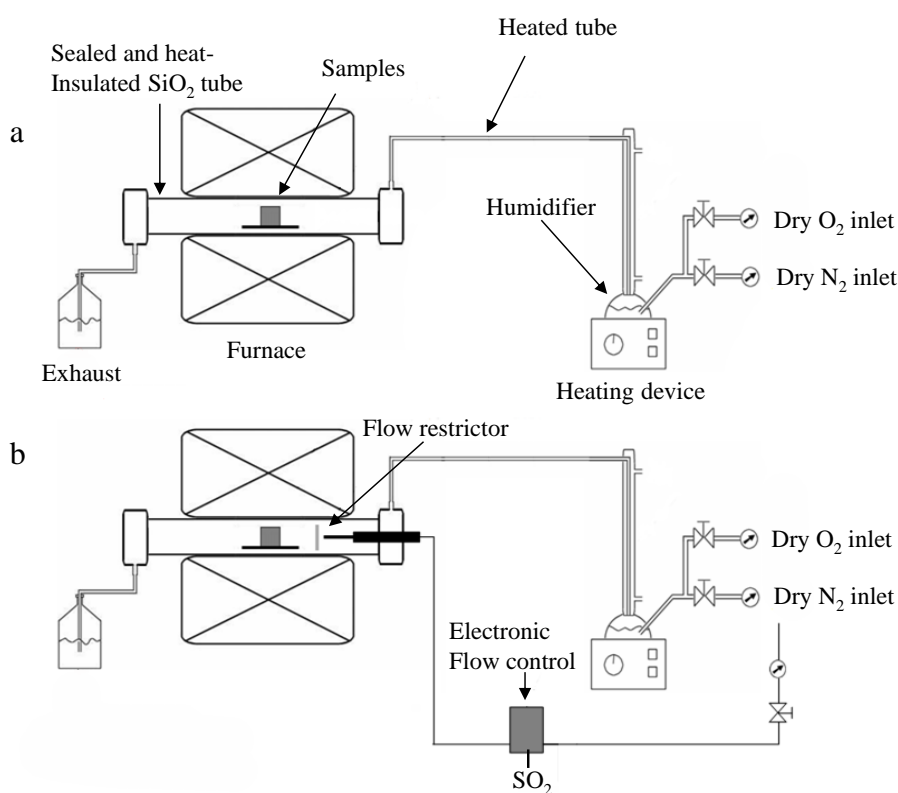 Sealed and heat-
Insulated SiO₂ tube
Samples
Heated tube
a
Humidifier
Dry O₂ inlet
Dry N₂ inlet
Furnace
Exhaust
Heating device
b
Flow restrictor
Dry O₂ inlet
Dry N₂ inlet
Electronic
Flow control
SO₂